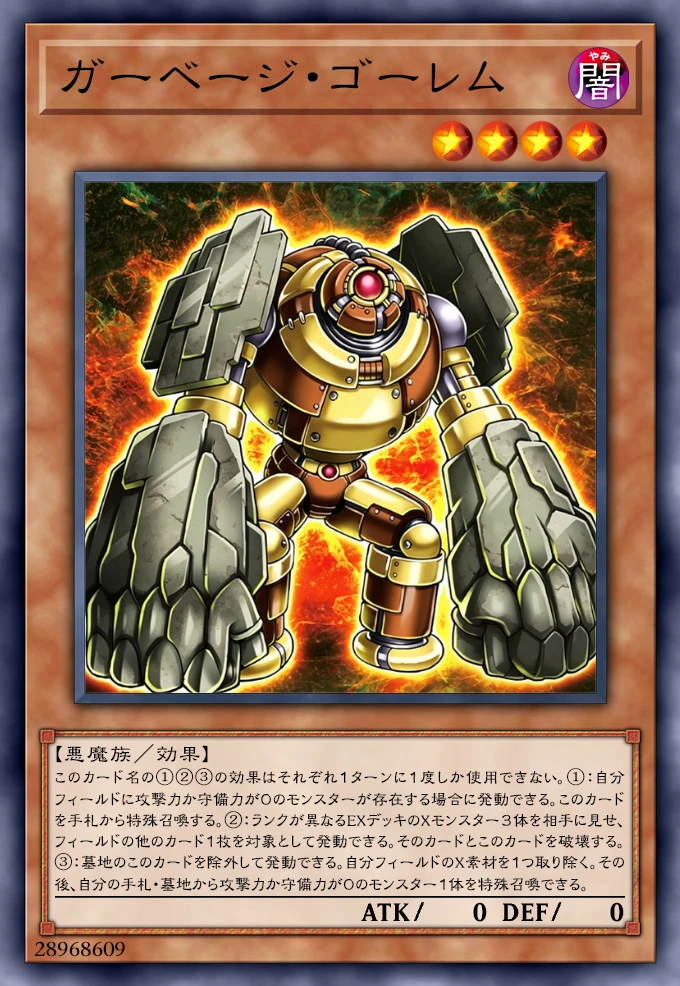 ガーベージ・ゴーレム
やみ
闇
【悪魔族／効果】
このカード名の①②③の効果はそれぞれ1ターンに1度しか使用できない。①：自分
フィールドに攻撃力か守備力が0のモンスターが存在する場合に発動できる。このカード
を手札から特殊召喚する。②：ランクが異なるEXデッキのXモンスター3体を相手に見せ、
フィールドの他のカード1枚を対象として発動できる。そのカードとこのカードを破壊する。
③：墓地のこのカードを除外して発動できる。自分フィールドのX素材を1つ取り除く。その
後、自分の手札・墓地から攻撃力か守備力が0のモンスター1体を特殊召喚できる。
ATK/ 0 DEF/ 0
28968609